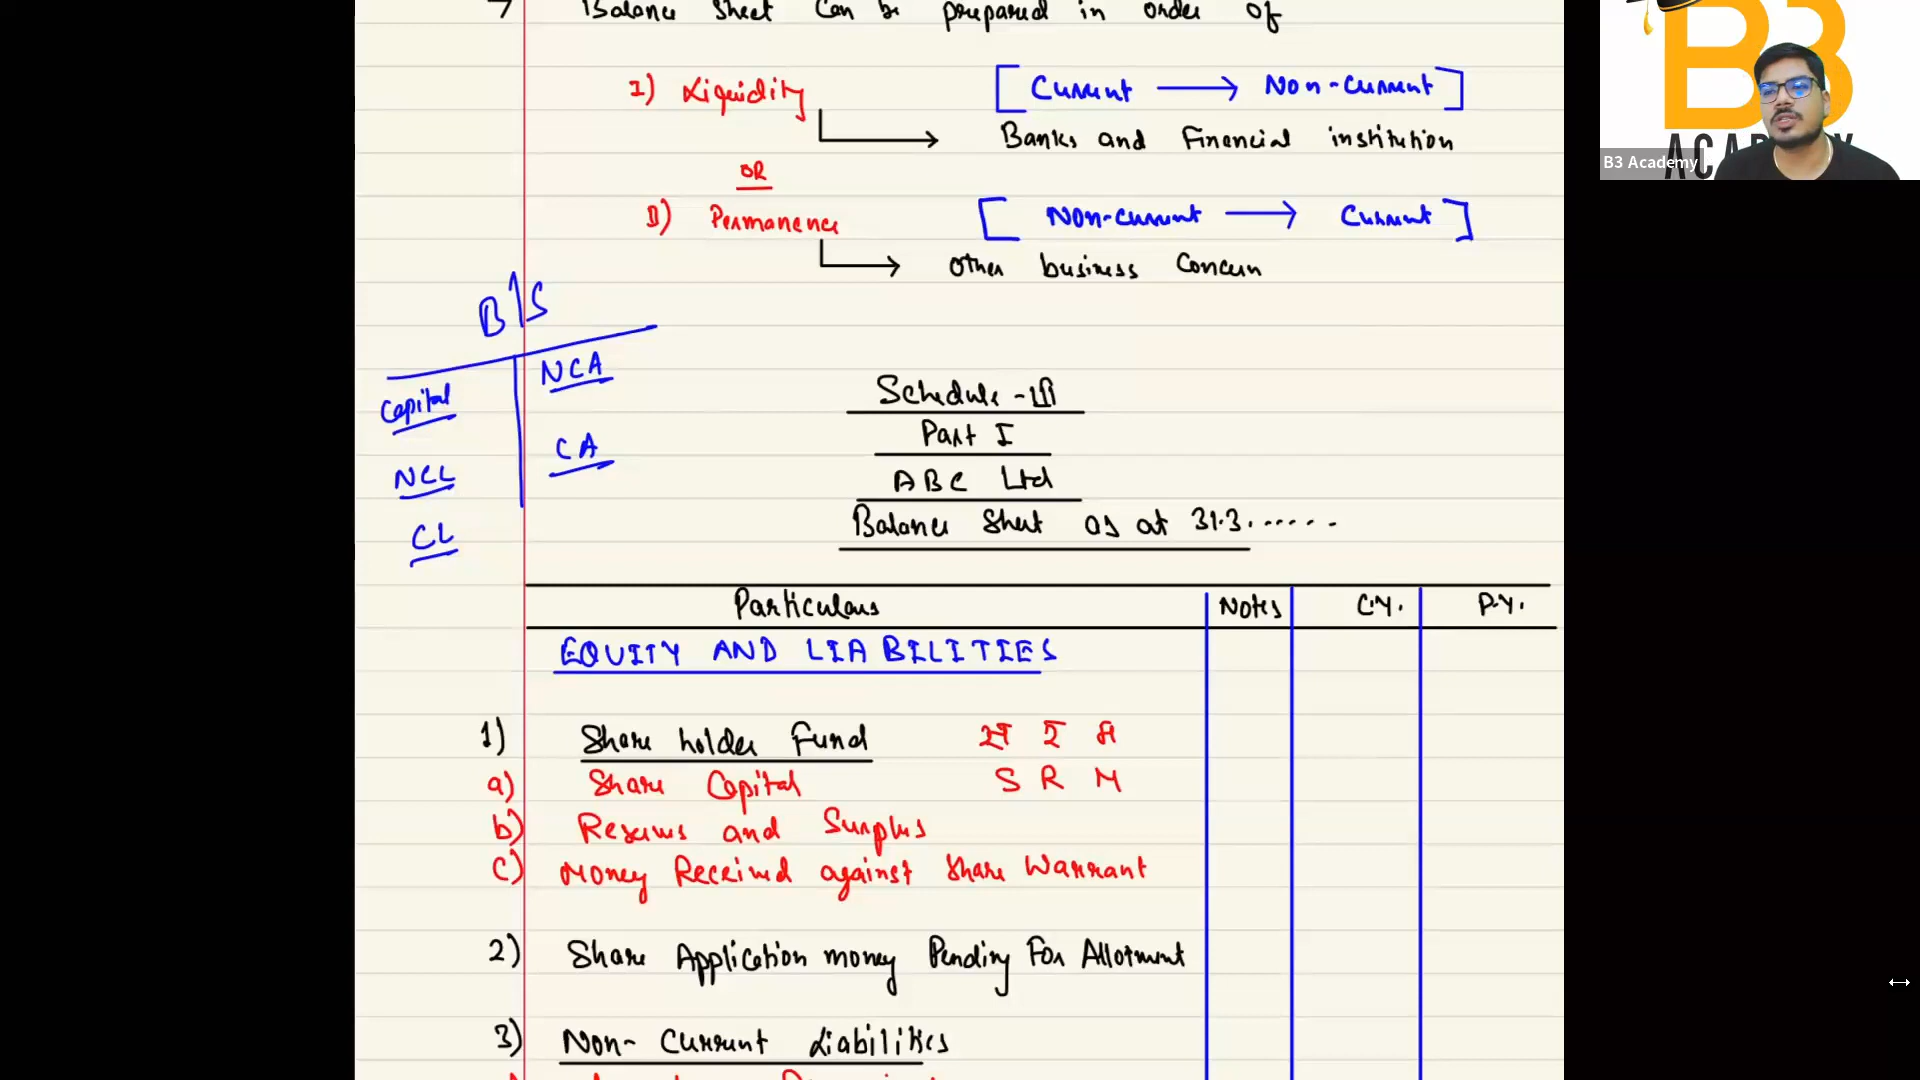 Balance Sheet Can be prepared in order of
I) Liquidity [Current → Non-Current]
Banks and Financial institution
OR
II) Permanence [Non-Current → Current]
Other business Concern
B/S
Capital NCA
NCL CA
CL
Schedule-III
Part I
ABC Ltd
Balance Sheet as at 31.3.......
Particulars Notes C.Y. P.Y.
EQUITY AND LIABILITIES
1) Share holder Fund
a) Share Capital S R M
b) Reserves and Surplus
c) Money Received against Share Warrant
2) Share Application money Pending For Allotment
3) Non-Current Liabilities
B3
ACADEMY
B3 Academy